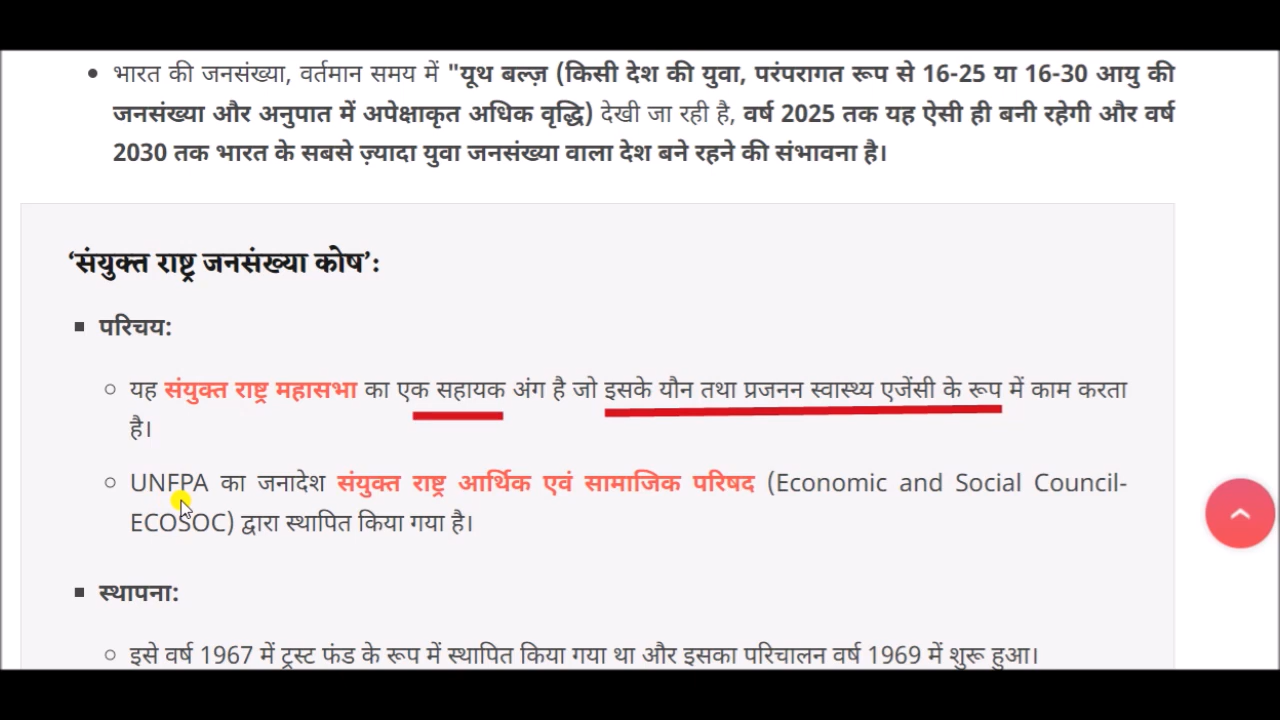 भारत की जनसंख्या, वर्तमान समय में "यूथ बल्ज़ (किसी देश की युवा, परंपरागत रूप से 16-25 या 16-30 आयु की
जनसंख्या और अनुपात में अपेक्षाकृत अधिक वृद्धि) देखी जा रही है, वर्ष 2025 तक यह ऐसी ही बनी रहेगी और वर्ष
2030 तक भारत के सबसे ज़्यादा युवा जनसंख्या वाला देश बने रहने की संभावना है।
‘संयुक्त राष्ट्र जनसंख्या कोष’:
परिचय:
यह संयुक्त राष्ट्र महासभा का एक सहायक अंग है जो इसके यौन तथा प्रजनन स्वास्थ्य एजेंसी के रूप में काम करता
है।
UNFPA का जनादेश संयुक्त राष्ट्र आर्थिक एवं सामाजिक परिषद (Economic and Social Council-
ECOSOC) द्वारा स्थापित किया गया है।
स्थापना:
इसे वर्ष 1967 में ट्रस्ट फंड के रूप में स्थापित किया गया था और इसका परिचालन वर्ष 1969 में शुरू हुआ।